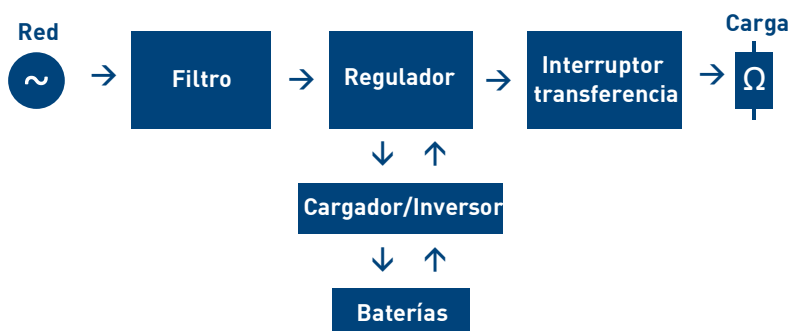 Red
Carga
~
Filtro
Regulador
Interruptor
transferencia
Ω
Cargador/Inversor
Baterías